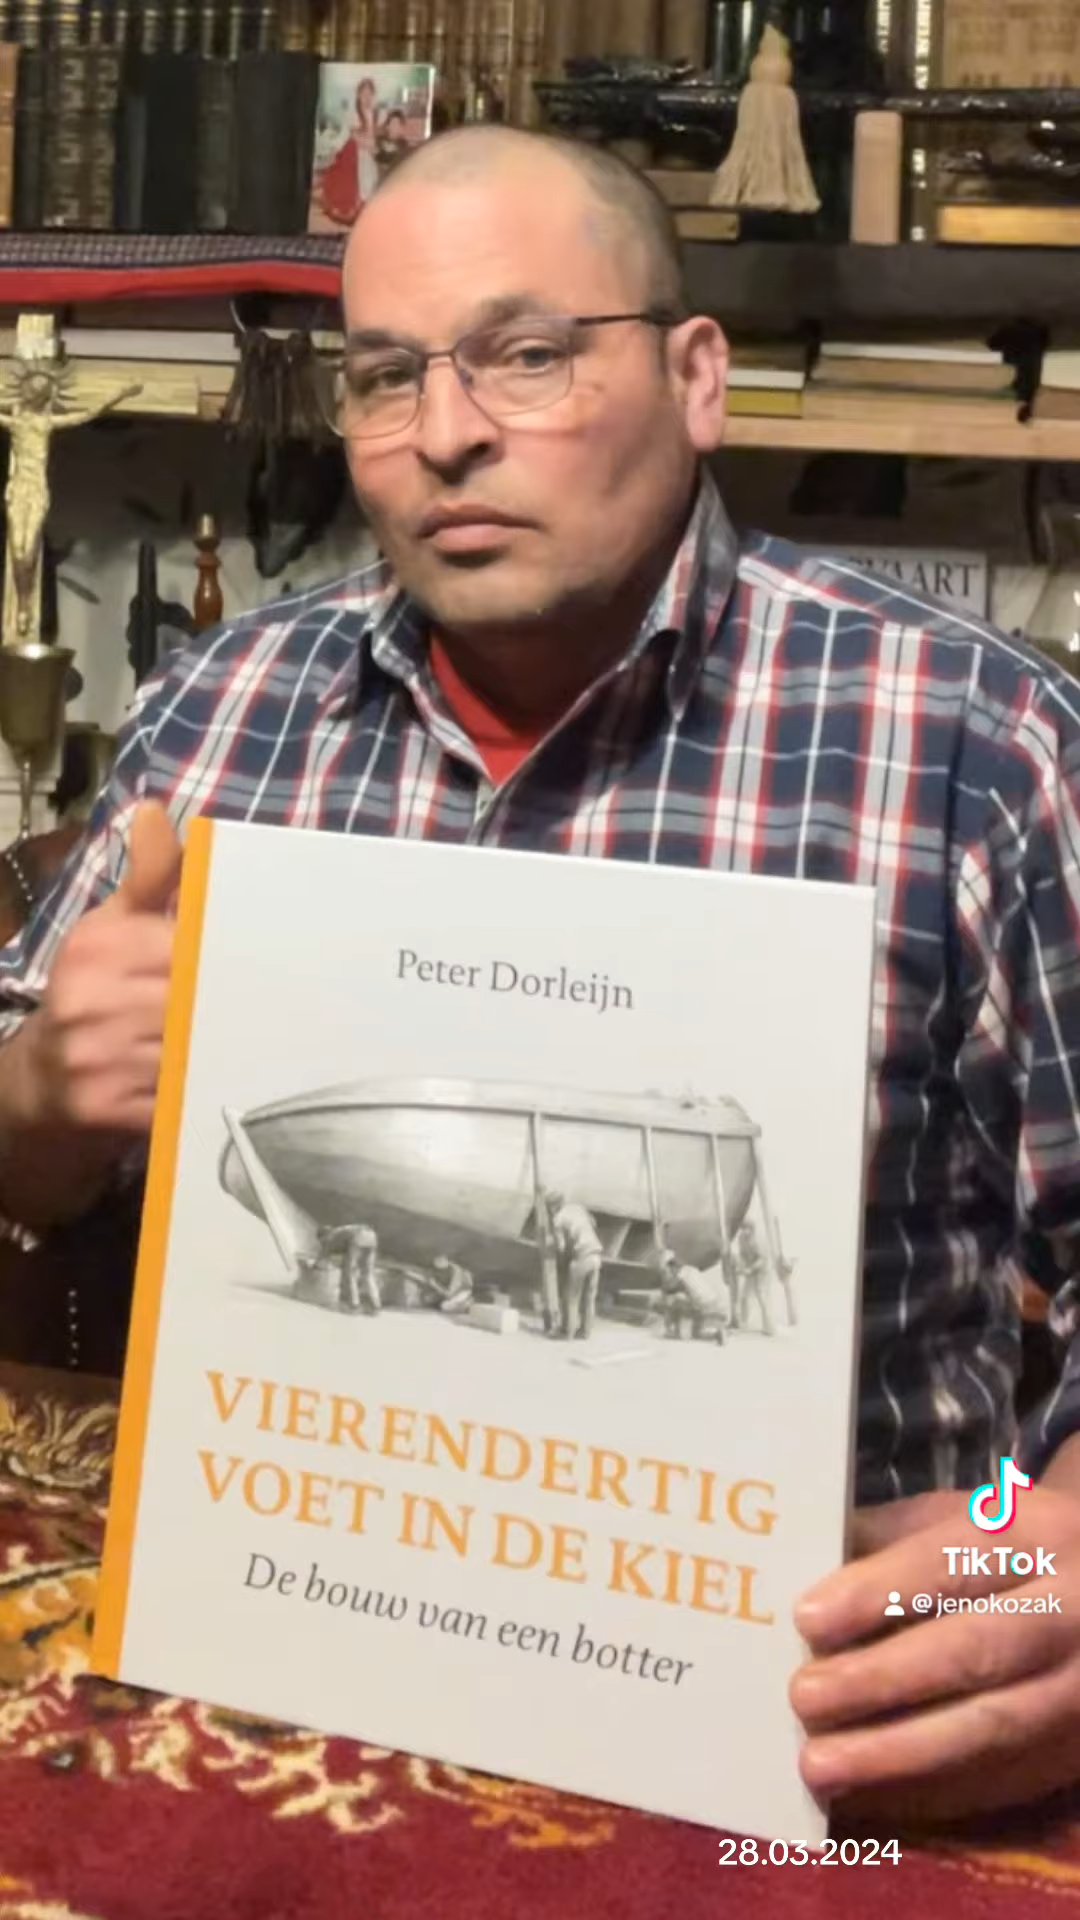 Peter Dorleijn
VIERENDERTIG
VOET IN DE KIEL
De bouw van een botter
TikTok
@jenokozak
28.03.2024